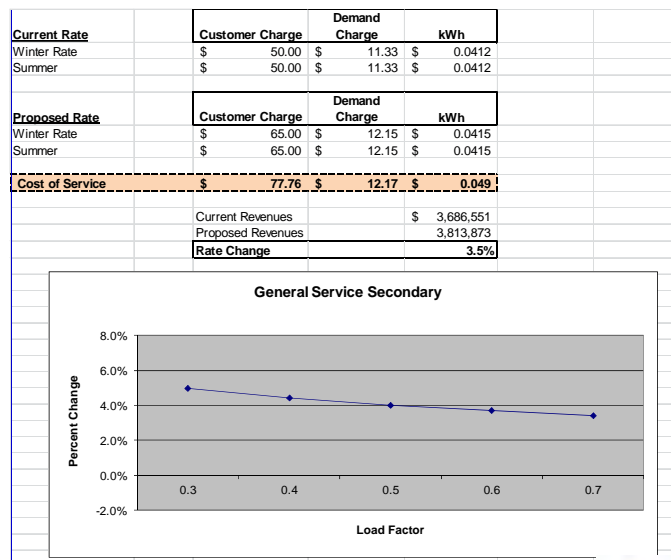 Demand
Current Rate Customer Charge Charge kWh
Winter Rate $ 50.00 $ 11.33 $ 0.0412
Summer $ 50.00 $ 11.33 $ 0.0412
Demand
Proposed Rate Customer Charge Charge kWh
Winter Rate $ 65.00 $ 12.15 $ 0.0415
Summer $ 65.00 $ 12.15 $ 0.0415
Cost of Service $ 77.76 $ 12.17 $ 0.049
Current Revenues $ 3,686,551
Proposed Revenues 3,813,873
Rate Change 3.5%
General Service Secondary
8.0%
6.0%
4.0%
2.0%
0.0%
-2.0%
Percent Change
0.3 0.4 0.5 0.6 0.7
Load Factor